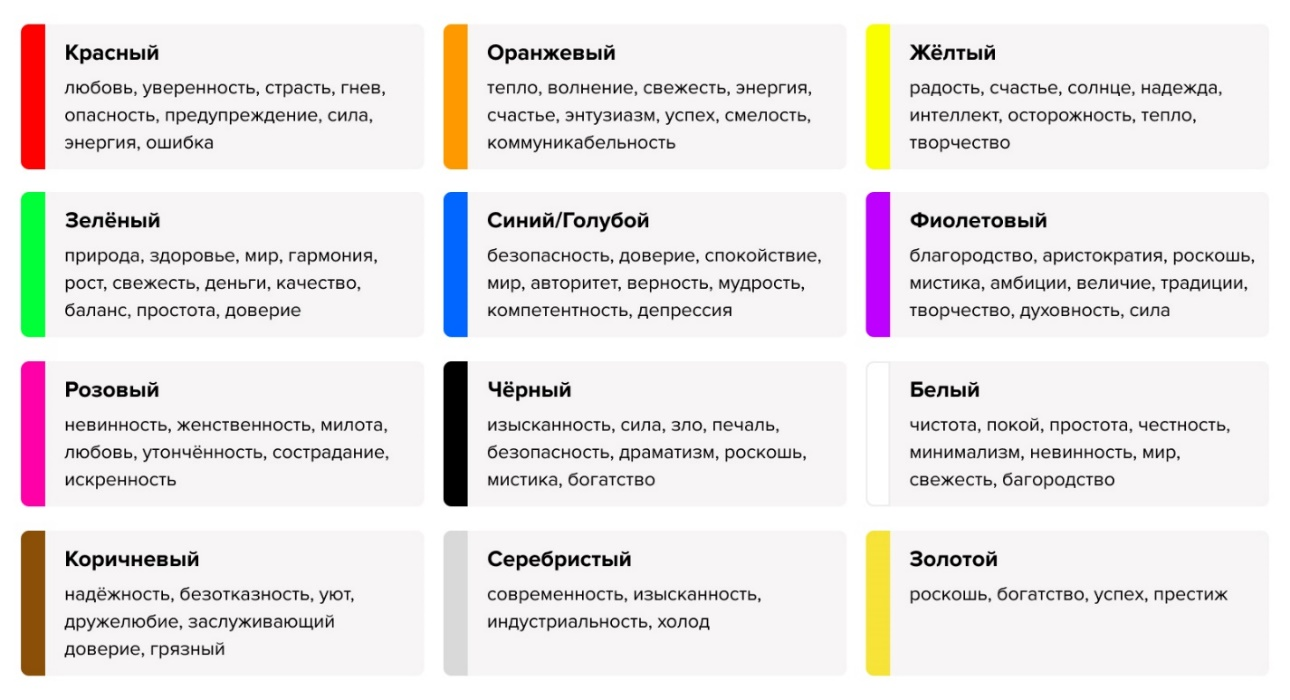 Красный
любовь, уверенность, страсть, гнев,
опасность, предупреждение, сила,
энергия, ошибка
Оранжевый
тепло, волнение, свежесть, энергия,
счастье, энтузиазм, успех, смелость,
коммуникабельность
Жёлтый
радость, счастье, солнце, надежда,
интеллект, осторожность, тепло,
творчество
Зелёный
природа, здоровье, мир, гармония,
рост, свежесть, деньги, качество,
баланс, простота, доверие
Синий/Голубой
безопасность, доверие, спокойствие,
мир, авторитет, верность, мудрость,
компетентность, депрессия
Фиолетовый
благородство, аристократия, роскошь,
мистика, амбиции, величие, традиции,
творчество, духовность, сила
Розовый
невинность, женственность, милота,
любовь, утончённость, сострадание,
искренность
Чёрный
изысканность, сила, зло, печаль,
безопасность, драматизм, роскошь,
мистика, богатство
Белый
чистота, покой, простота, честность,
минимализм, невинность, мир,
свежесть, багородство
Коричневый
надёжность, безотказность, уют,
дружелюбие, заслуживающий
доверие, грязный
Серебристый
современность, изысканность,
индустриальность, холод
Золотой
роскошь, богатство, успех, престиж